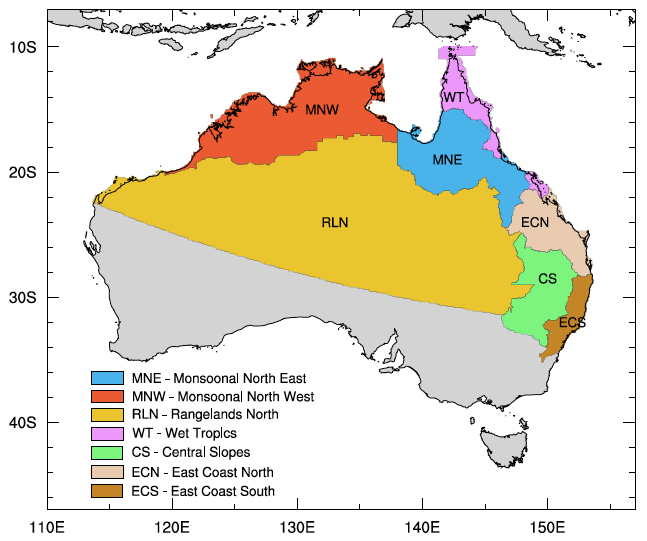 10S
20S
30S
40S
MNW
WT
MNE
RLN
ECN
CS
ECS
MNE - Monsoonal North East
MNW - Monsoonal North West
RLN - Rangelands North
WT - Wet Tropics
CS - Central Slopes
ECN - East Coast North
ECS - East Coast South
110E 120E 130E 140E 150E